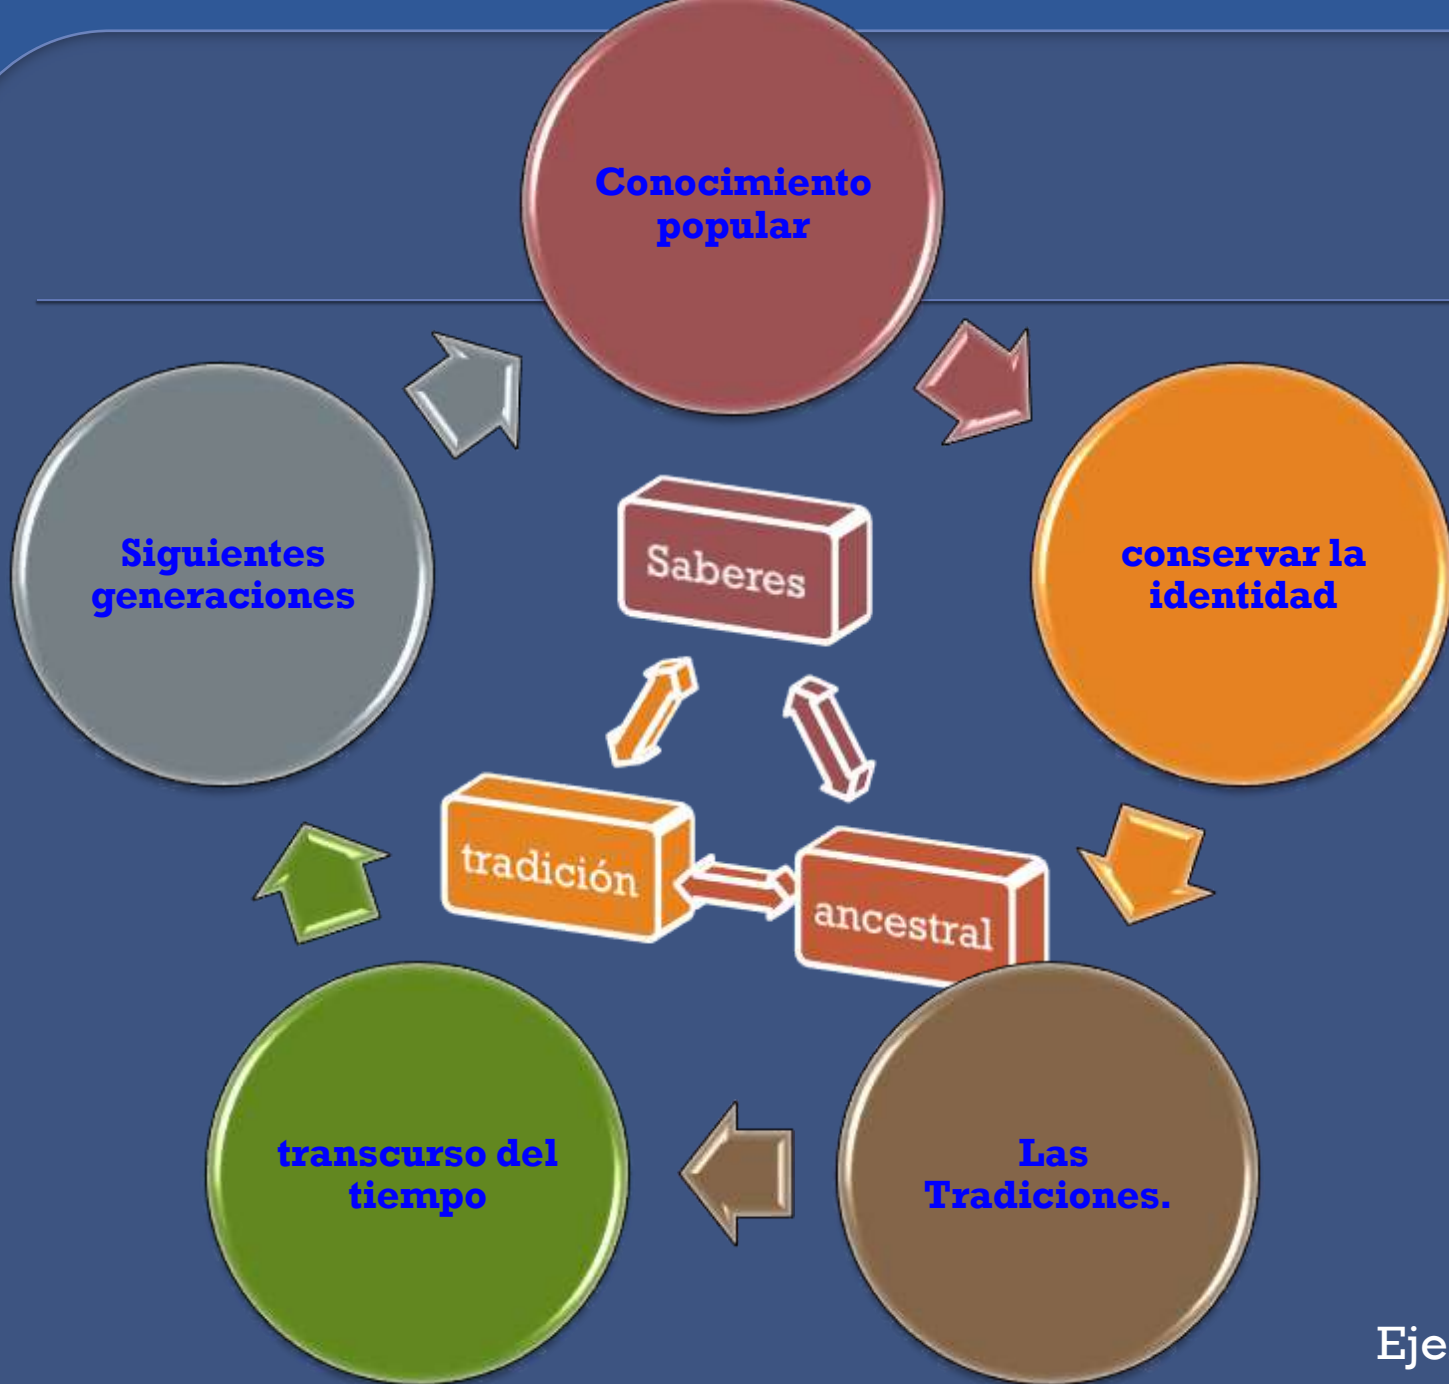 Conocimiento
popular
conservar la
identidad
Las
Tradiciones.
transcurso del
tiempo
Siguientes
generaciones
Saberes
tradición
ancestral
Eje